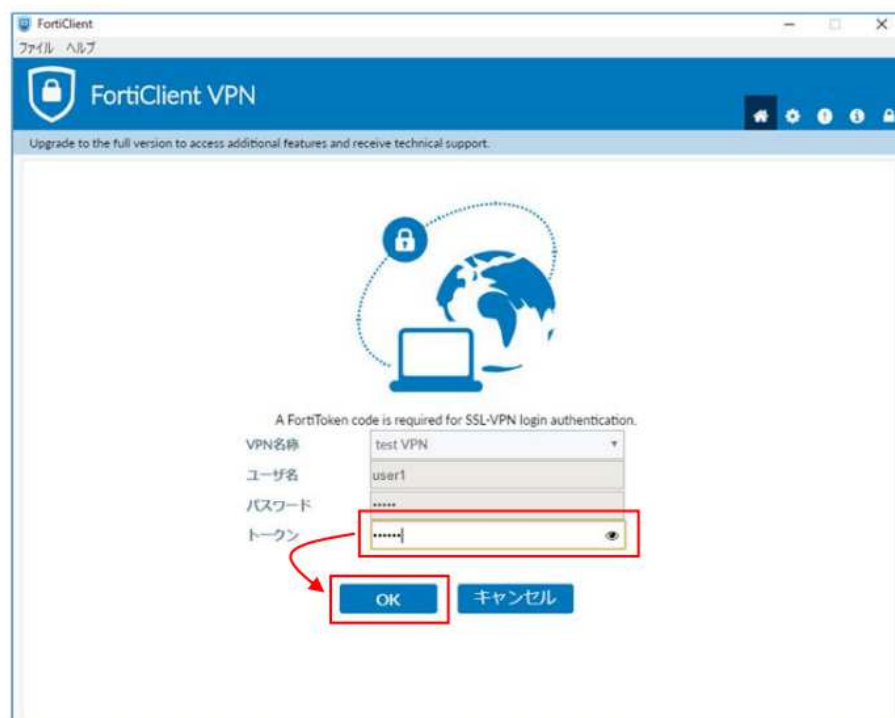 FortiClient
ファイル ヘルプ
FortiClient VPN
Upgrade to the full version to access additional features and receive technical support.
A FortiToken code is required for SSL-VPN login authentication.
VPN名称 test VPN
ユーザ名 user1
パスワード •••••
トークン ••••••
OK キャンセル